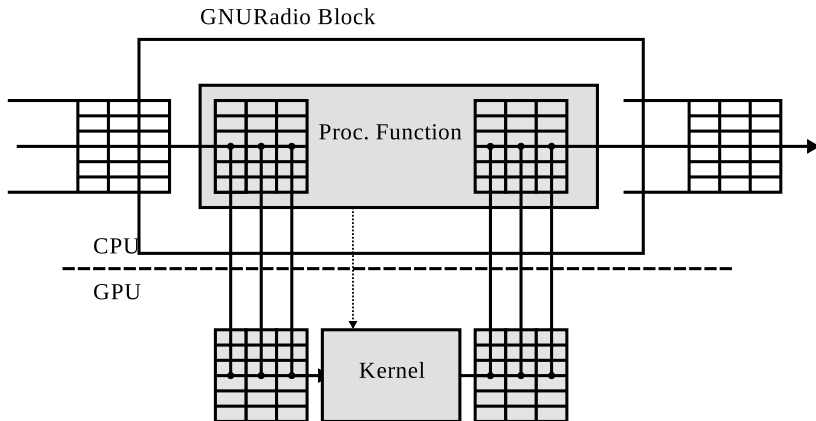 GNURadio Block
Proc. Function
CPU
GPU
Kernel